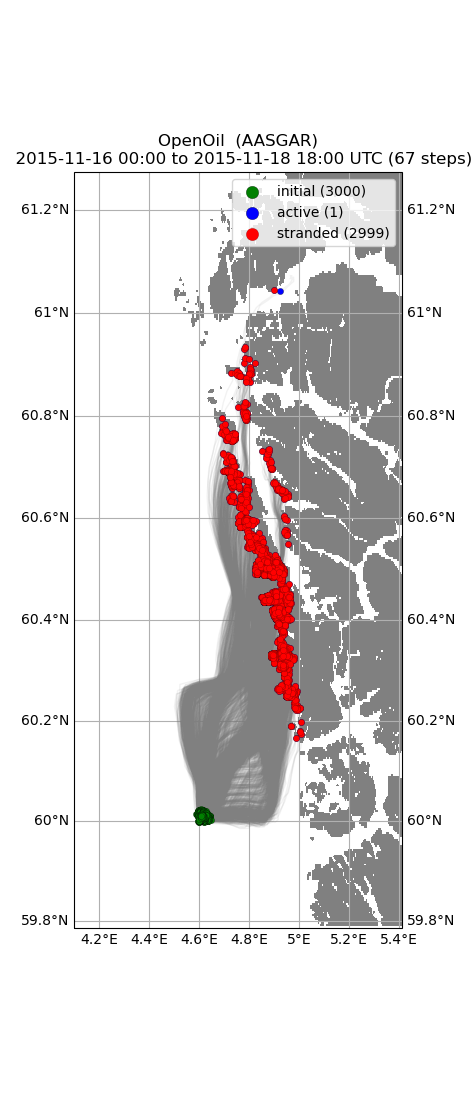 OpenOil  (AASGAR)
2015-11-16 00:00 to 2015-11-18 18:00 UTC (67 steps)
initial (3000)
active (1)
stranded (2999)
61.2°N 61.2°N
61°N 61°N
60.8°N 60.8°N
60.6°N 60.6°N
60.4°N 60.4°N
60.2°N 60.2°N
60°N 60°N
59.8°N 59.8°N
4.2°E 4.4°E 4.6°E 4.8°E 5°E 5.2°E 5.4°E